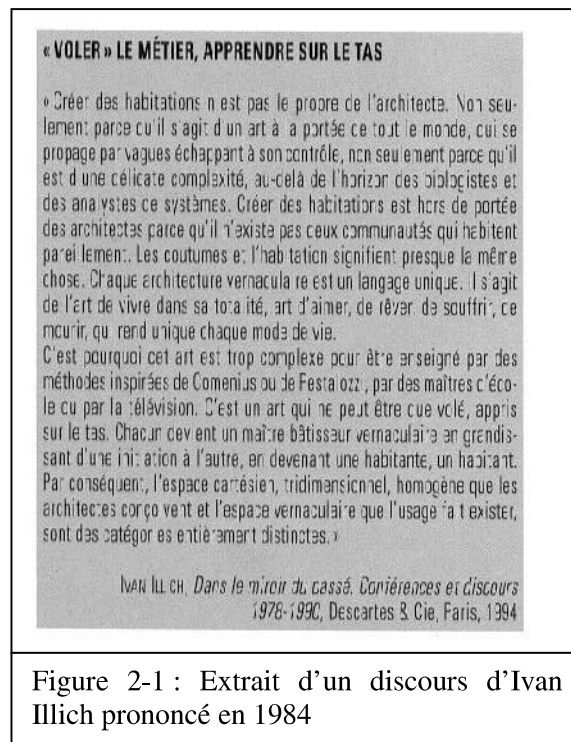 « VOLER » LE MÉTIER, APPRENDRE SUR LE TAS
« Créer des habitations n'est pas le propre de l'architecte. Non seu-
lement parce qu'il s'agit d'un art à la portée de tout le monde, qui se
propage par vagues échappant à son contrôle, non seulement parce qu'il
est d'une délicate complexité, au-delà de l'horizon des biologistes et
des analystes de systèmes. Créer des habitations est hors de portée
des architectes parce qu'il n'existe pas deux communautés qui habitent
pareillement. Les coutumes et l'habitation signifient presque la même
chose. Chaque architecture vernaculaire est un langage unique. Il s'agit
de l'art de vivre dans sa totalité, art d'aimer, de rêver, de souffrir, de
mourir, qui rend unique chaque mode de vie.
C'est pourquoi cet art est trop complexe pour être enseigné par des
méthodes inspirées de Comenius ou de Pestalozzi, par des maîtres d'éco-
le ou par la télévision. C'est un art qui ne peut être que volé, appris
sur le tas. Chacun devient un maître bâtisseur vernaculaire en grandis-
sant d'une initiation à l'autre, en devenant une habitante, un habitant.
Par conséquent, l'espace cartésien, tridimensionnel, homogène que les
architectes conçoivent et l'espace vernaculaire que l'usage fait exister,
sont des catégories entièrement distinctes. »
IVAN ILLICH, Dans le miroir du passé. Conférences et discours
1978-1990, Descartes & Cie, Paris, 1994
Figure 2-1 : Extrait d'un discours d'Ivan
Illich prononcé en 1984